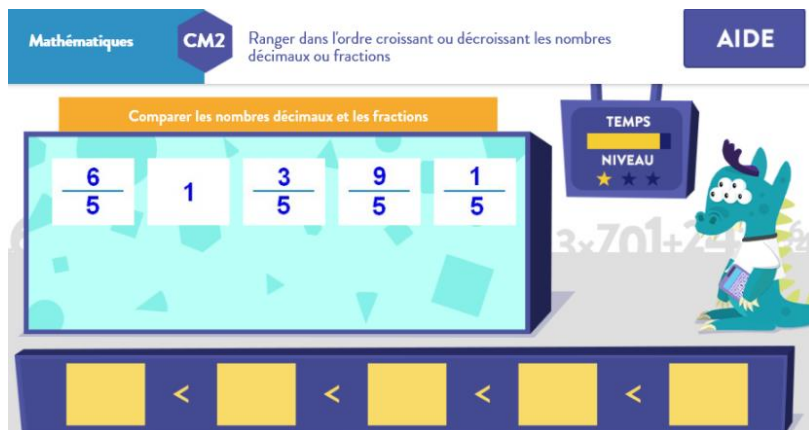 Mathématiques
CM2
Ranger dans l'ordre croissant ou décroissant les nombres
décimaux ou fractions
AIDE
Comparer les nombres décimaux et les fractions
TEMPS
NIVEAU
6/5 1 3/5 9/5 1/5
< < < <